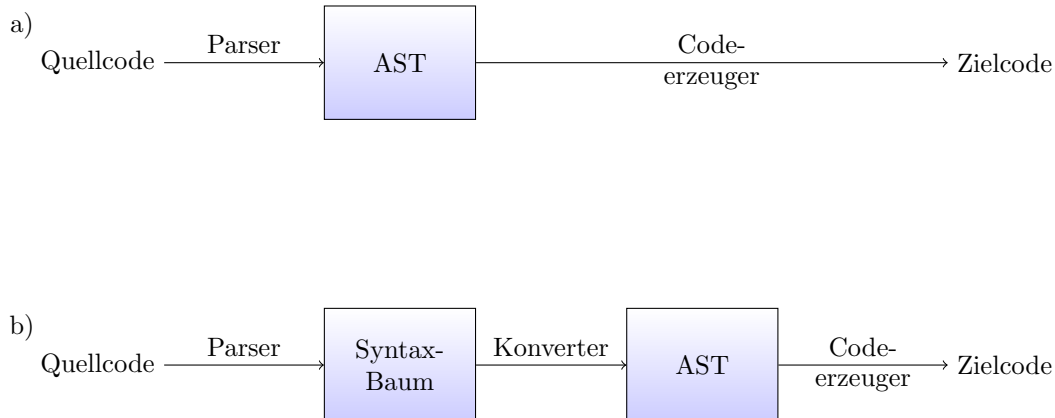 a)
Quellcode
Parser
AST
Code-
erzeuger
Zielcode
b)
Quellcode
Parser
Syntax-
Baum
Konverter
AST
Code-
erzeuger
Zielcode